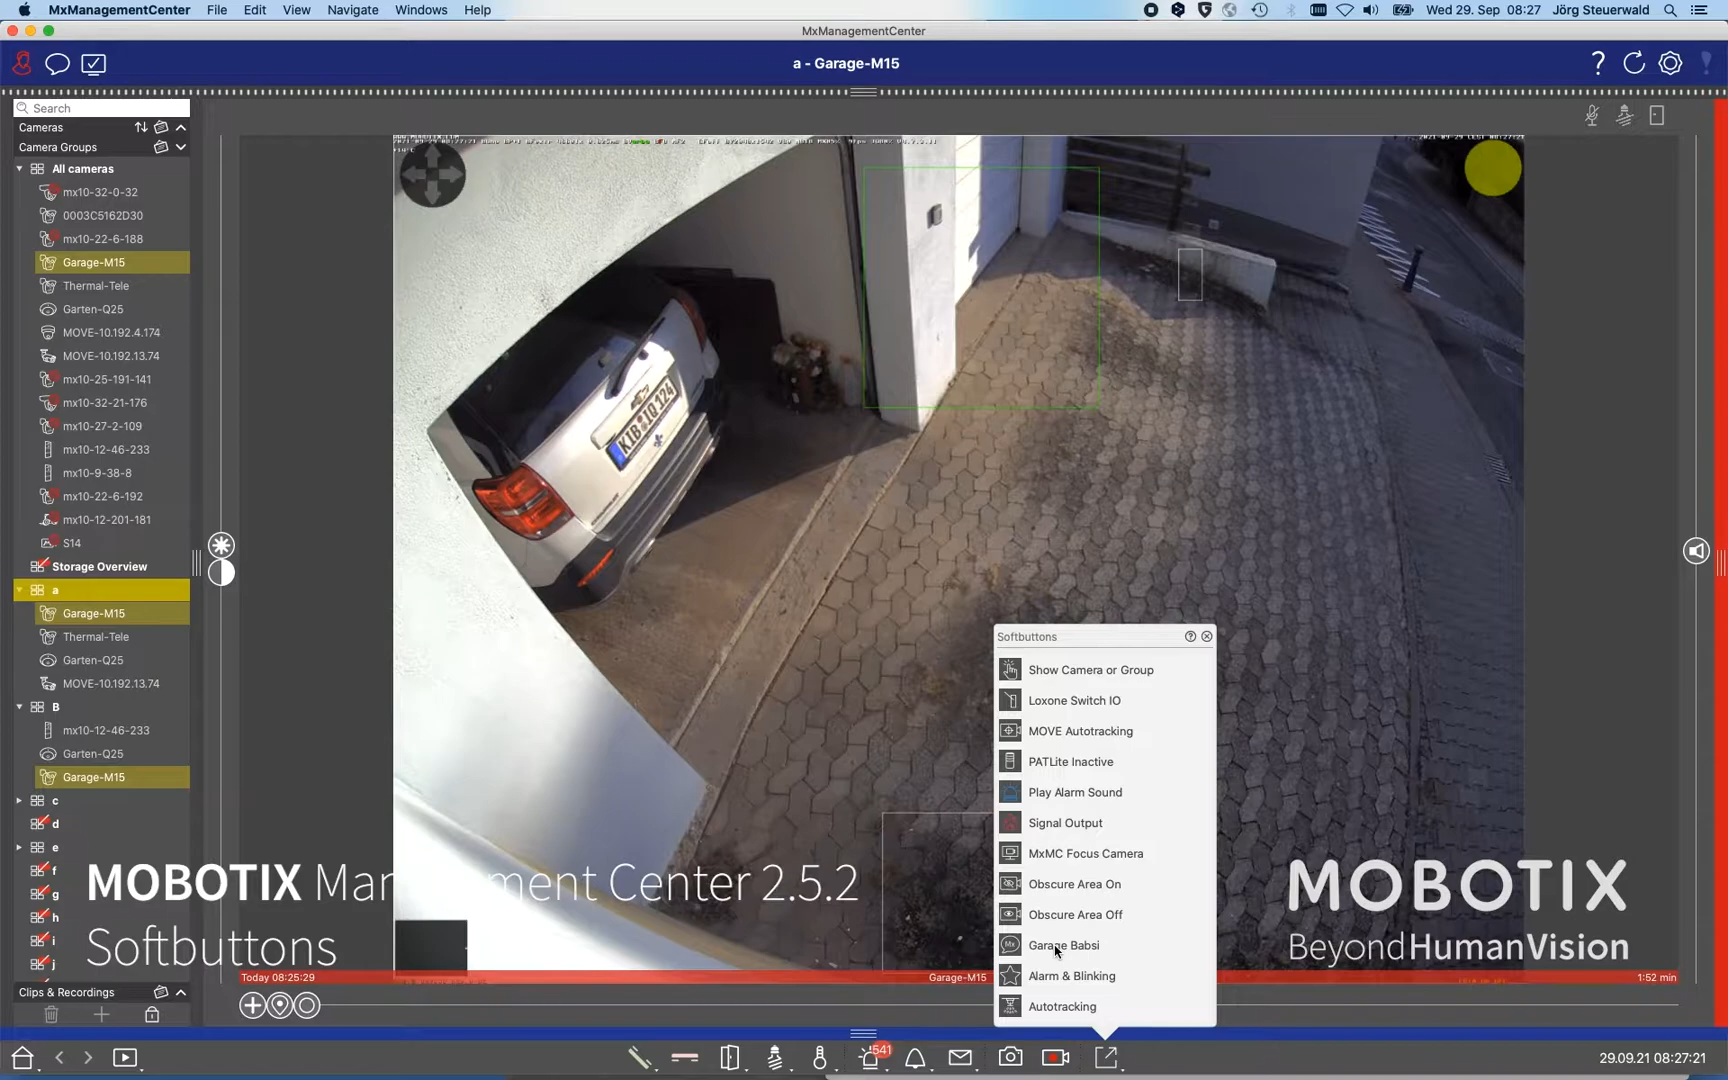 MxManagementCenter File Edit View Navigate Windows Help
Wed 29. Sep 08:27 Jörg Steuerwald
MxManagementCenter
a - Garage-M15
Search
Cameras
Camera Groups
All cameras
mx10-32-0-32
0003C5162D30
mx10-22-6-188
Garage-M15
Thermal-Tele
Garten-Q25
MOVE-10.192.4.174
MOVE-10.192.13.74
mx10-25-191-141
mx10-32-21-176
mx10-27-2-109
mx10-12-46-233
mx10-9-38-8
mx10-22-6-192
mx10-12-201-181
S14
Storage Overview
a
Garage-M15
Thermal-Tele
Garten-Q25
MOVE-10.192.13.74
B
mx10-12-46-233
Garten-Q25
Garage-M15
c
d
e
f
g
h
i
j
Clips & Recordings
KIB IQ 124
Softbuttons
Show Camera or Group
Loxone Switch IO
MOVE Autotracking
PATLite Inactive
Play Alarm Sound
Signal Output
MxMC Focus Camera
Obscure Area On
Obscure Area Off
Garage Babsi
Alarm & Blinking
Autotracking
MOBOTIX Management Center 2.5.2
Softbuttons
MOBOTIX
BeyondHumanVision
Today 08:25:29
Garage-M15
1:52 min
541
29.09.21 08:27:21